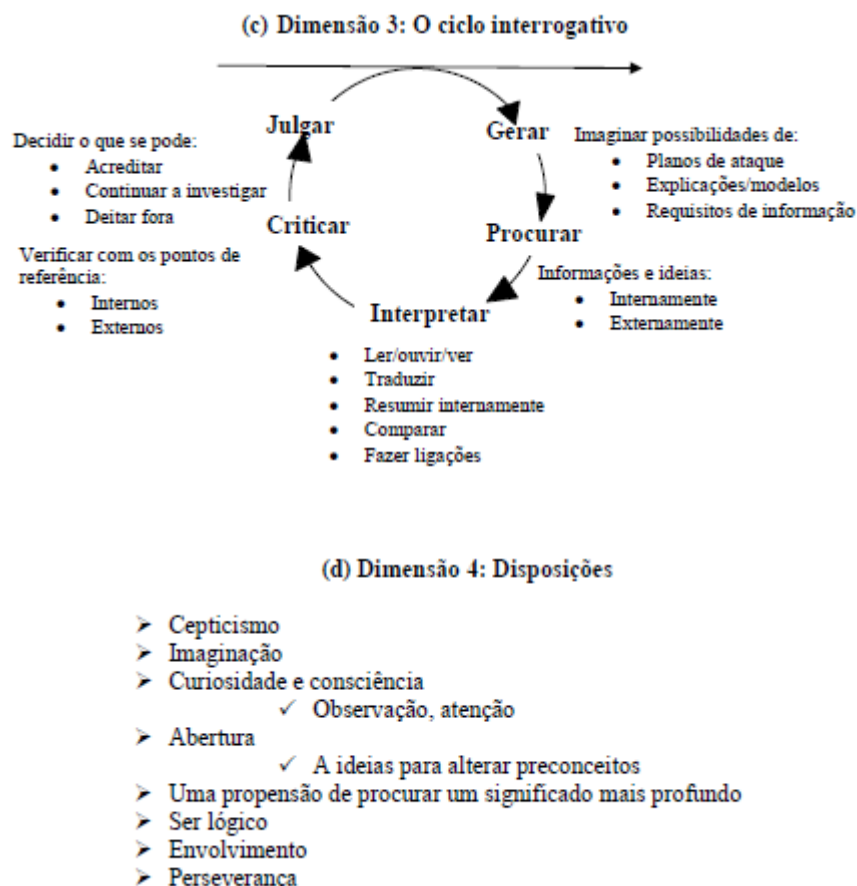 (c) Dimensão 3: O ciclo interrogativo
Julgar
Gerar
Decidir o que se pode:
• Acreditar
• Continuar a investigar
• Deitar fora
Imaginar possibilidades de:
• Planos de ataque
• Explicações/modelos
• Requisitos de informação
Criticar
Procurar
Verificar com os pontos de
referência:
• Internos
• Externos
Informações e ideias:
• Internamente
• Externamente
Interpretar
• Ler/ouvir/ver
• Traduzir
• Resumir internamente
• Comparar
• Fazer ligações
(d) Dimensão 4: Disposições
➢ Cepticismo
➢ Imaginação
➢ Curiosidade e consciência
✓ Observação, atenção
➢ Abertura
✓ A ideias para alterar preconceitos
➢ Uma propensão de procurar um significado mais profundo
➢ Ser lógico
➢ Envolvimento
➢ Perseverança